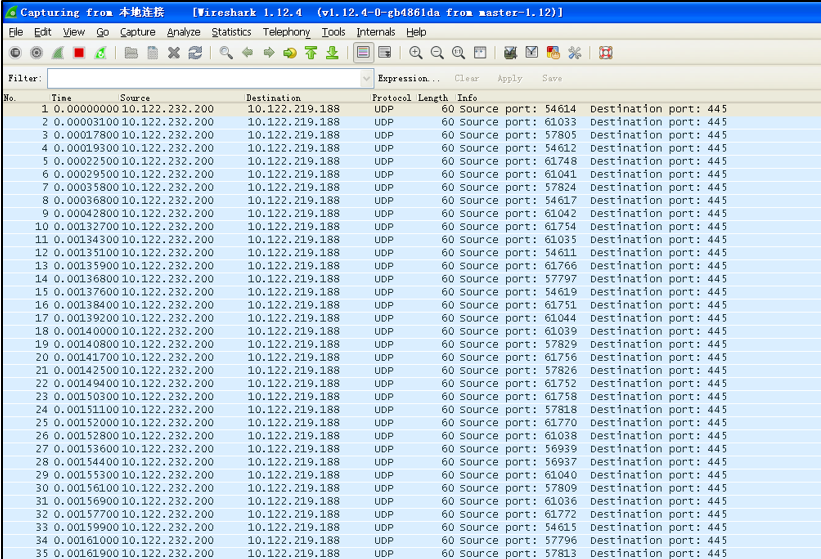 Capturing from 本地连接 [Wireshark 1.12.4 (v1.12.4-0-gb4861da from master-1.12)]
File Edit View Go Capture Analyze Statistics Telephony Tools Internals Help
Filter: Expression... Clear Apply Save
No. Time Source Destination Protocol Length Info
1 0.00000000 10.122.232.200 10.122.219.188 UDP 60 Source port: 54614 Destination port: 445
2 0.00003100 10.122.232.200 10.122.219.188 UDP 60 Source port: 61033 Destination port: 445
3 0.00017800 10.122.232.200 10.122.219.188 UDP 60 Source port: 57805 Destination port: 445
4 0.00019300 10.122.232.200 10.122.219.188 UDP 60 Source port: 54612 Destination port: 445
5 0.00022500 10.122.232.200 10.122.219.188 UDP 60 Source port: 61748 Destination port: 445
6 0.00029500 10.122.232.200 10.122.219.188 UDP 60 Source port: 61041 Destination port: 445
7 0.00035800 10.122.232.200 10.122.219.188 UDP 60 Source port: 57824 Destination port: 445
8 0.00036800 10.122.232.200 10.122.219.188 UDP 60 Source port: 54617 Destination port: 445
9 0.00042800 10.122.232.200 10.122.219.188 UDP 60 Source port: 61042 Destination port: 445
10 0.00132700 10.122.232.200 10.122.219.188 UDP 60 Source port: 61754 Destination port: 445
11 0.00134300 10.122.232.200 10.122.219.188 UDP 60 Source port: 61035 Destination port: 445
12 0.00135100 10.122.232.200 10.122.219.188 UDP 60 Source port: 54611 Destination port: 445
13 0.00135900 10.122.232.200 10.122.219.188 UDP 60 Source port: 61766 Destination port: 445
14 0.00136800 10.122.232.200 10.122.219.188 UDP 60 Source port: 57797 Destination port: 445
15 0.00137600 10.122.232.200 10.122.219.188 UDP 60 Source port: 54619 Destination port: 445
16 0.00138400 10.122.232.200 10.122.219.188 UDP 60 Source port: 61751 Destination port: 445
17 0.00139200 10.122.232.200 10.122.219.188 UDP 60 Source port: 61044 Destination port: 445
18 0.00140000 10.122.232.200 10.122.219.188 UDP 60 Source port: 61039 Destination port: 445
19 0.00140800 10.122.232.200 10.122.219.188 UDP 60 Source port: 57829 Destination port: 445
20 0.00141700 10.122.232.200 10.122.219.188 UDP 60 Source port: 61756 Destination port: 445
21 0.00142500 10.122.232.200 10.122.219.188 UDP 60 Source port: 57826 Destination port: 445
22 0.00149400 10.122.232.200 10.122.219.188 UDP 60 Source port: 61752 Destination port: 445
23 0.00150300 10.122.232.200 10.122.219.188 UDP 60 Source port: 61758 Destination port: 445
24 0.00151100 10.122.232.200 10.122.219.188 UDP 60 Source port: 57818 Destination port: 445
25 0.00152000 10.122.232.200 10.122.219.188 UDP 60 Source port: 61770 Destination port: 445
26 0.00152800 10.122.232.200 10.122.219.188 UDP 60 Source port: 61038 Destination port: 445
27 0.00153600 10.122.232.200 10.122.219.188 UDP 60 Source port: 56939 Destination port: 445
28 0.00154400 10.122.232.200 10.122.219.188 UDP 60 Source port: 56937 Destination port: 445
29 0.00155300 10.122.232.200 10.122.219.188 UDP 60 Source port: 61040 Destination port: 445
30 0.00156100 10.122.232.200 10.122.219.188 UDP 60 Source port: 57809 Destination port: 445
31 0.00156900 10.122.232.200 10.122.219.188 UDP 60 Source port: 61036 Destination port: 445
32 0.00157700 10.122.232.200 10.122.219.188 UDP 60 Source port: 61772 Destination port: 445
33 0.00159900 10.122.232.200 10.122.219.188 UDP 60 Source port: 54615 Destination port: 445
34 0.00161000 10.122.232.200 10.122.219.188 UDP 60 Source port: 57796 Destination port: 445
35 0.00161900 10.122.232.200 10.122.219.188 UDP 60 Source port: 57813 Destination port: 445